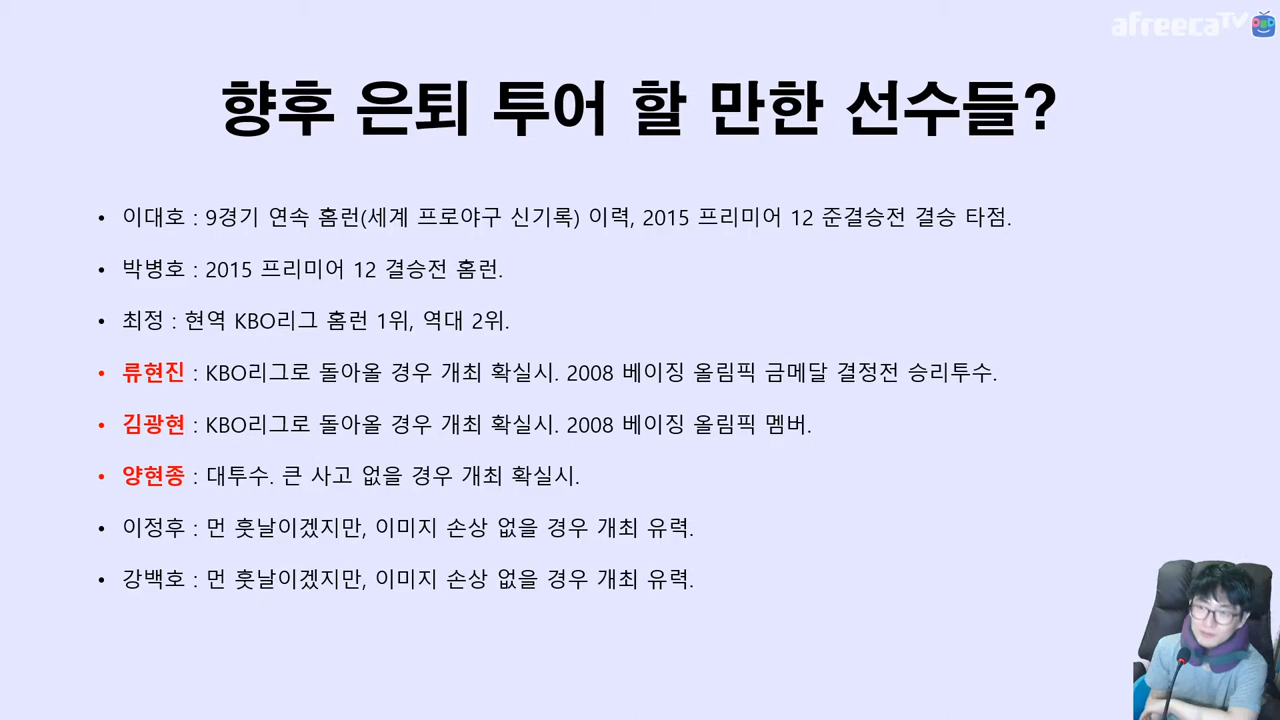 afreecaTV
향후 은퇴 투어 할 만한 선수들?
• 이대호 : 9경기 연속 홈런(세계 프로야구 신기록) 이력, 2015 프리미어 12 준결승전 결승 타점.
• 박병호 : 2015 프리미어 12 결승전 홈런.
• 최정 : 현역 KBO리그 홈런 1위, 역대 2위.
• 류현진 : KBO리그로 돌아올 경우 개최 확실시. 2008 베이징 올림픽 금메달 결정전 승리투수.
• 김광현 : KBO리그로 돌아올 경우 개최 확실시. 2008 베이징 올림픽 멤버.
• 양현종 : 대투수. 큰 사고 없을 경우 개최 확실시.
• 이정후 : 먼 훗날이겠지만, 이미지 손상 없을 경우 개최 유력.
• 강백호 : 먼 훗날이겠지만, 이미지 손상 없을 경우 개최 유력.